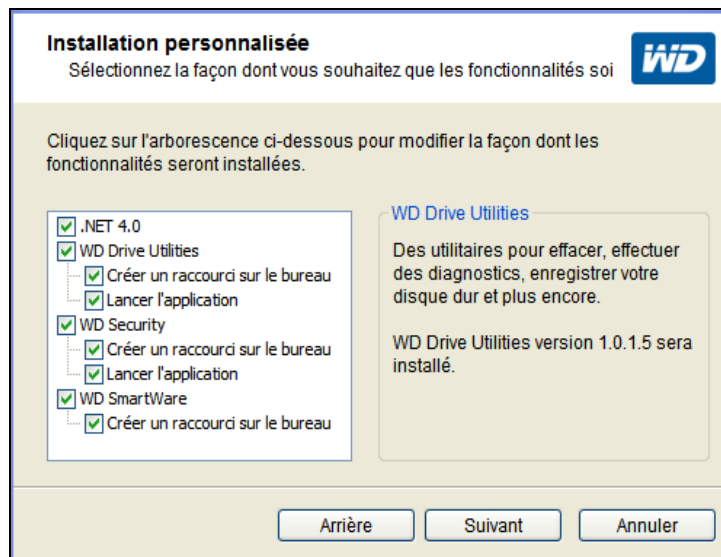 Installation personnalisée
Sélectionnez la façon dont vous souhaitez que les fonctionnalités soi
WD
Cliquez sur l'arborescence ci-dessous pour modifier la façon dont les
fonctionnalités seront installées.
.NET 4.0
WD Drive Utilities
Créer un raccourci sur le bureau
Lancer l'application
WD Security
Créer un raccourci sur le bureau
Lancer l'application
WD SmartWare
Créer un raccourci sur le bureau
WD Drive Utilities
Des utilitaires pour effacer, effectuer
des diagnostics, enregistrer votre
disque dur et plus encore.
WD Drive Utilities version 1.0.1.5 sera
installé.
Arrière
Suivant
Annuler